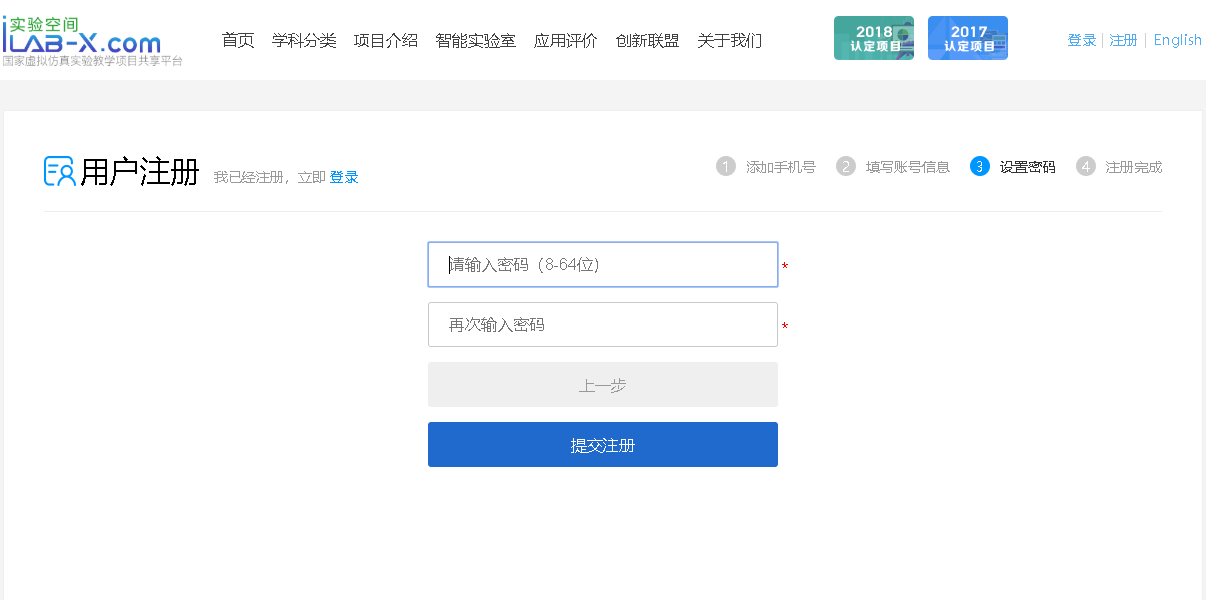 实验空间
iLAB-X.com
国家虚拟仿真实验教学项目共享平台
首页 学科分类 项目介绍 智能实验室 应用评价 创新联盟 关于我们
2018
认定项目
2017
认定项目
登录 | 注册 | English
用户注册 我已经注册，立即 登录
1 添加手机号 2 填写账号信息 3 设置密码 4 注册完成
请输入密码（8-64位） *
再次输入密码 *
上一步
提交注册